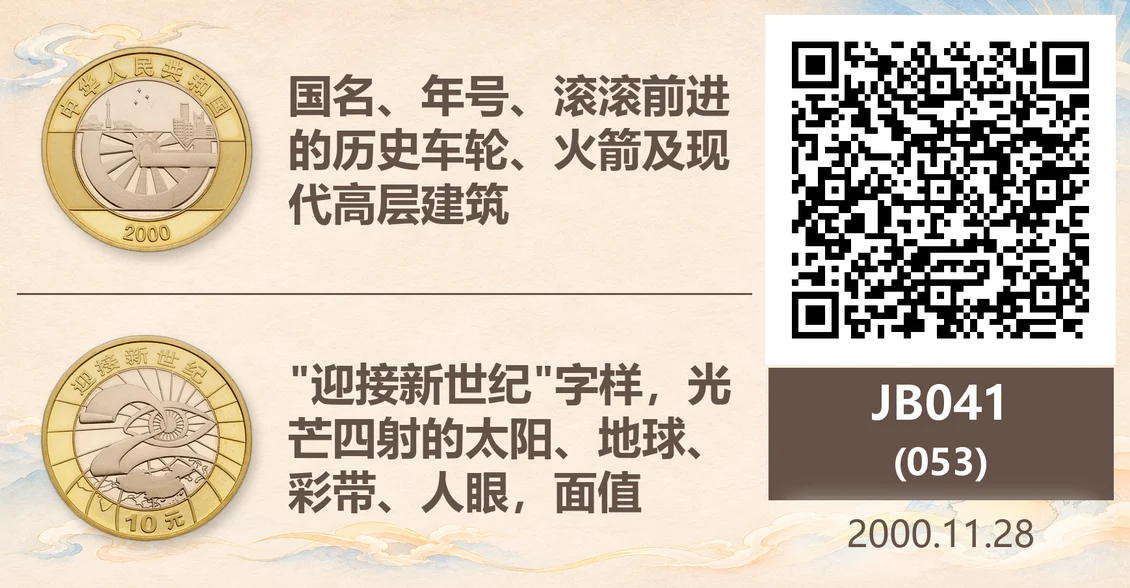 中华人民共和国
2000
国名、年号、滚滚前进
的历史车轮、火箭及现
代高层建筑
迎接新世纪
10元
"迎接新世纪"字样，光
芒四射的太阳、地球、
彩带、人眼，面值
JB041
(053)
2000.11.28